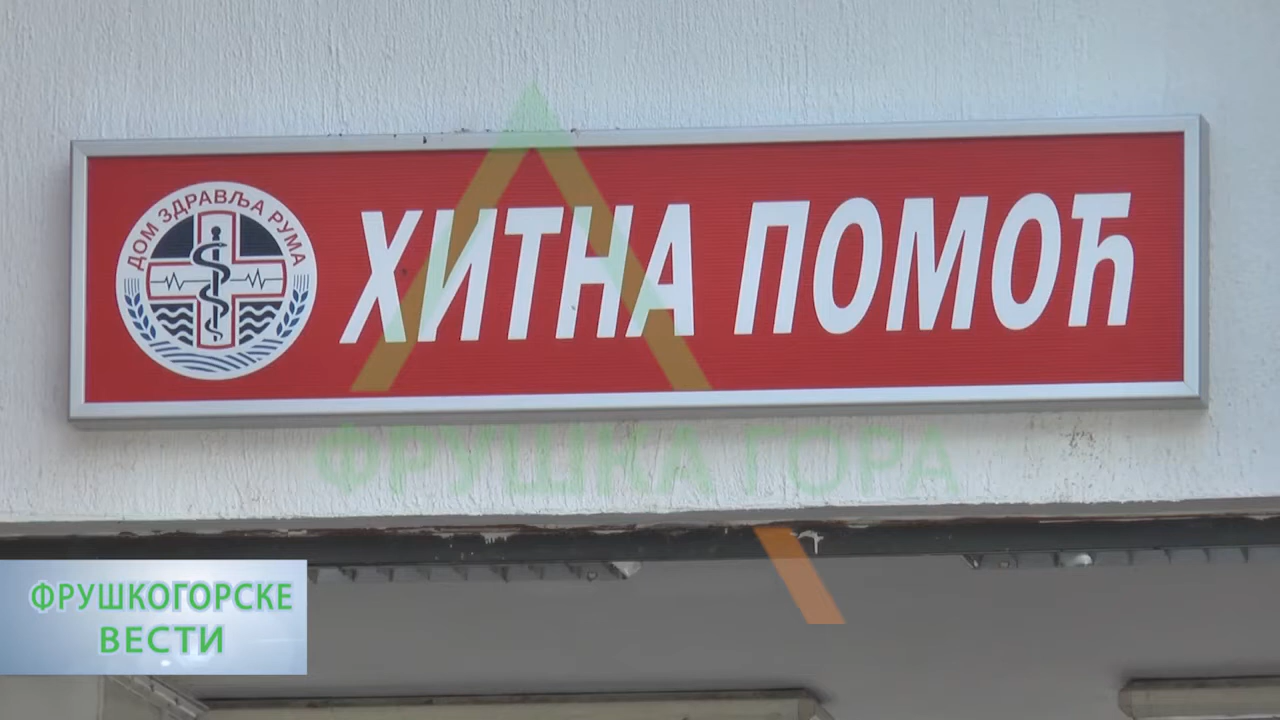 ДОМ ЗДРАВЉА РУМА
ХИТНА ПОМОЋ
ФРУШКА ГОРА
ФРУШКОГОРСКЕ
ВЕСТИ